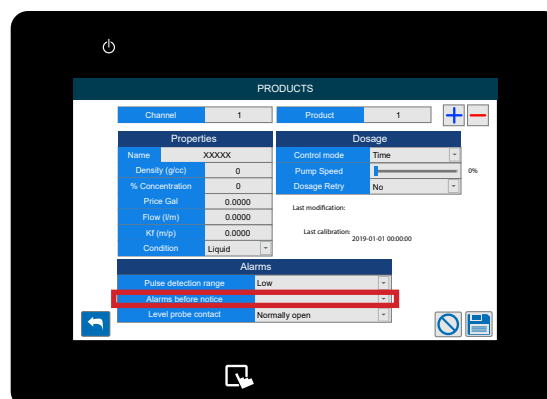 PRODUCTS
Channel 1 Product 1
Properties
Name XXXXX
Density (g/cc) 0
% Concentration 0
Price Gal 0.0000
Flow (l/m) 0.0000
Kf (m/p) 0.0000
Condition Liquid
Dosage
Control mode Time
Pump Speed 0%
Dosage Retry No
Last modification:
Last calibration:
2019-01-01 00:00:00
Alarms
Pulse detection range Low
Alarms before notice
Level probe contact Normally open